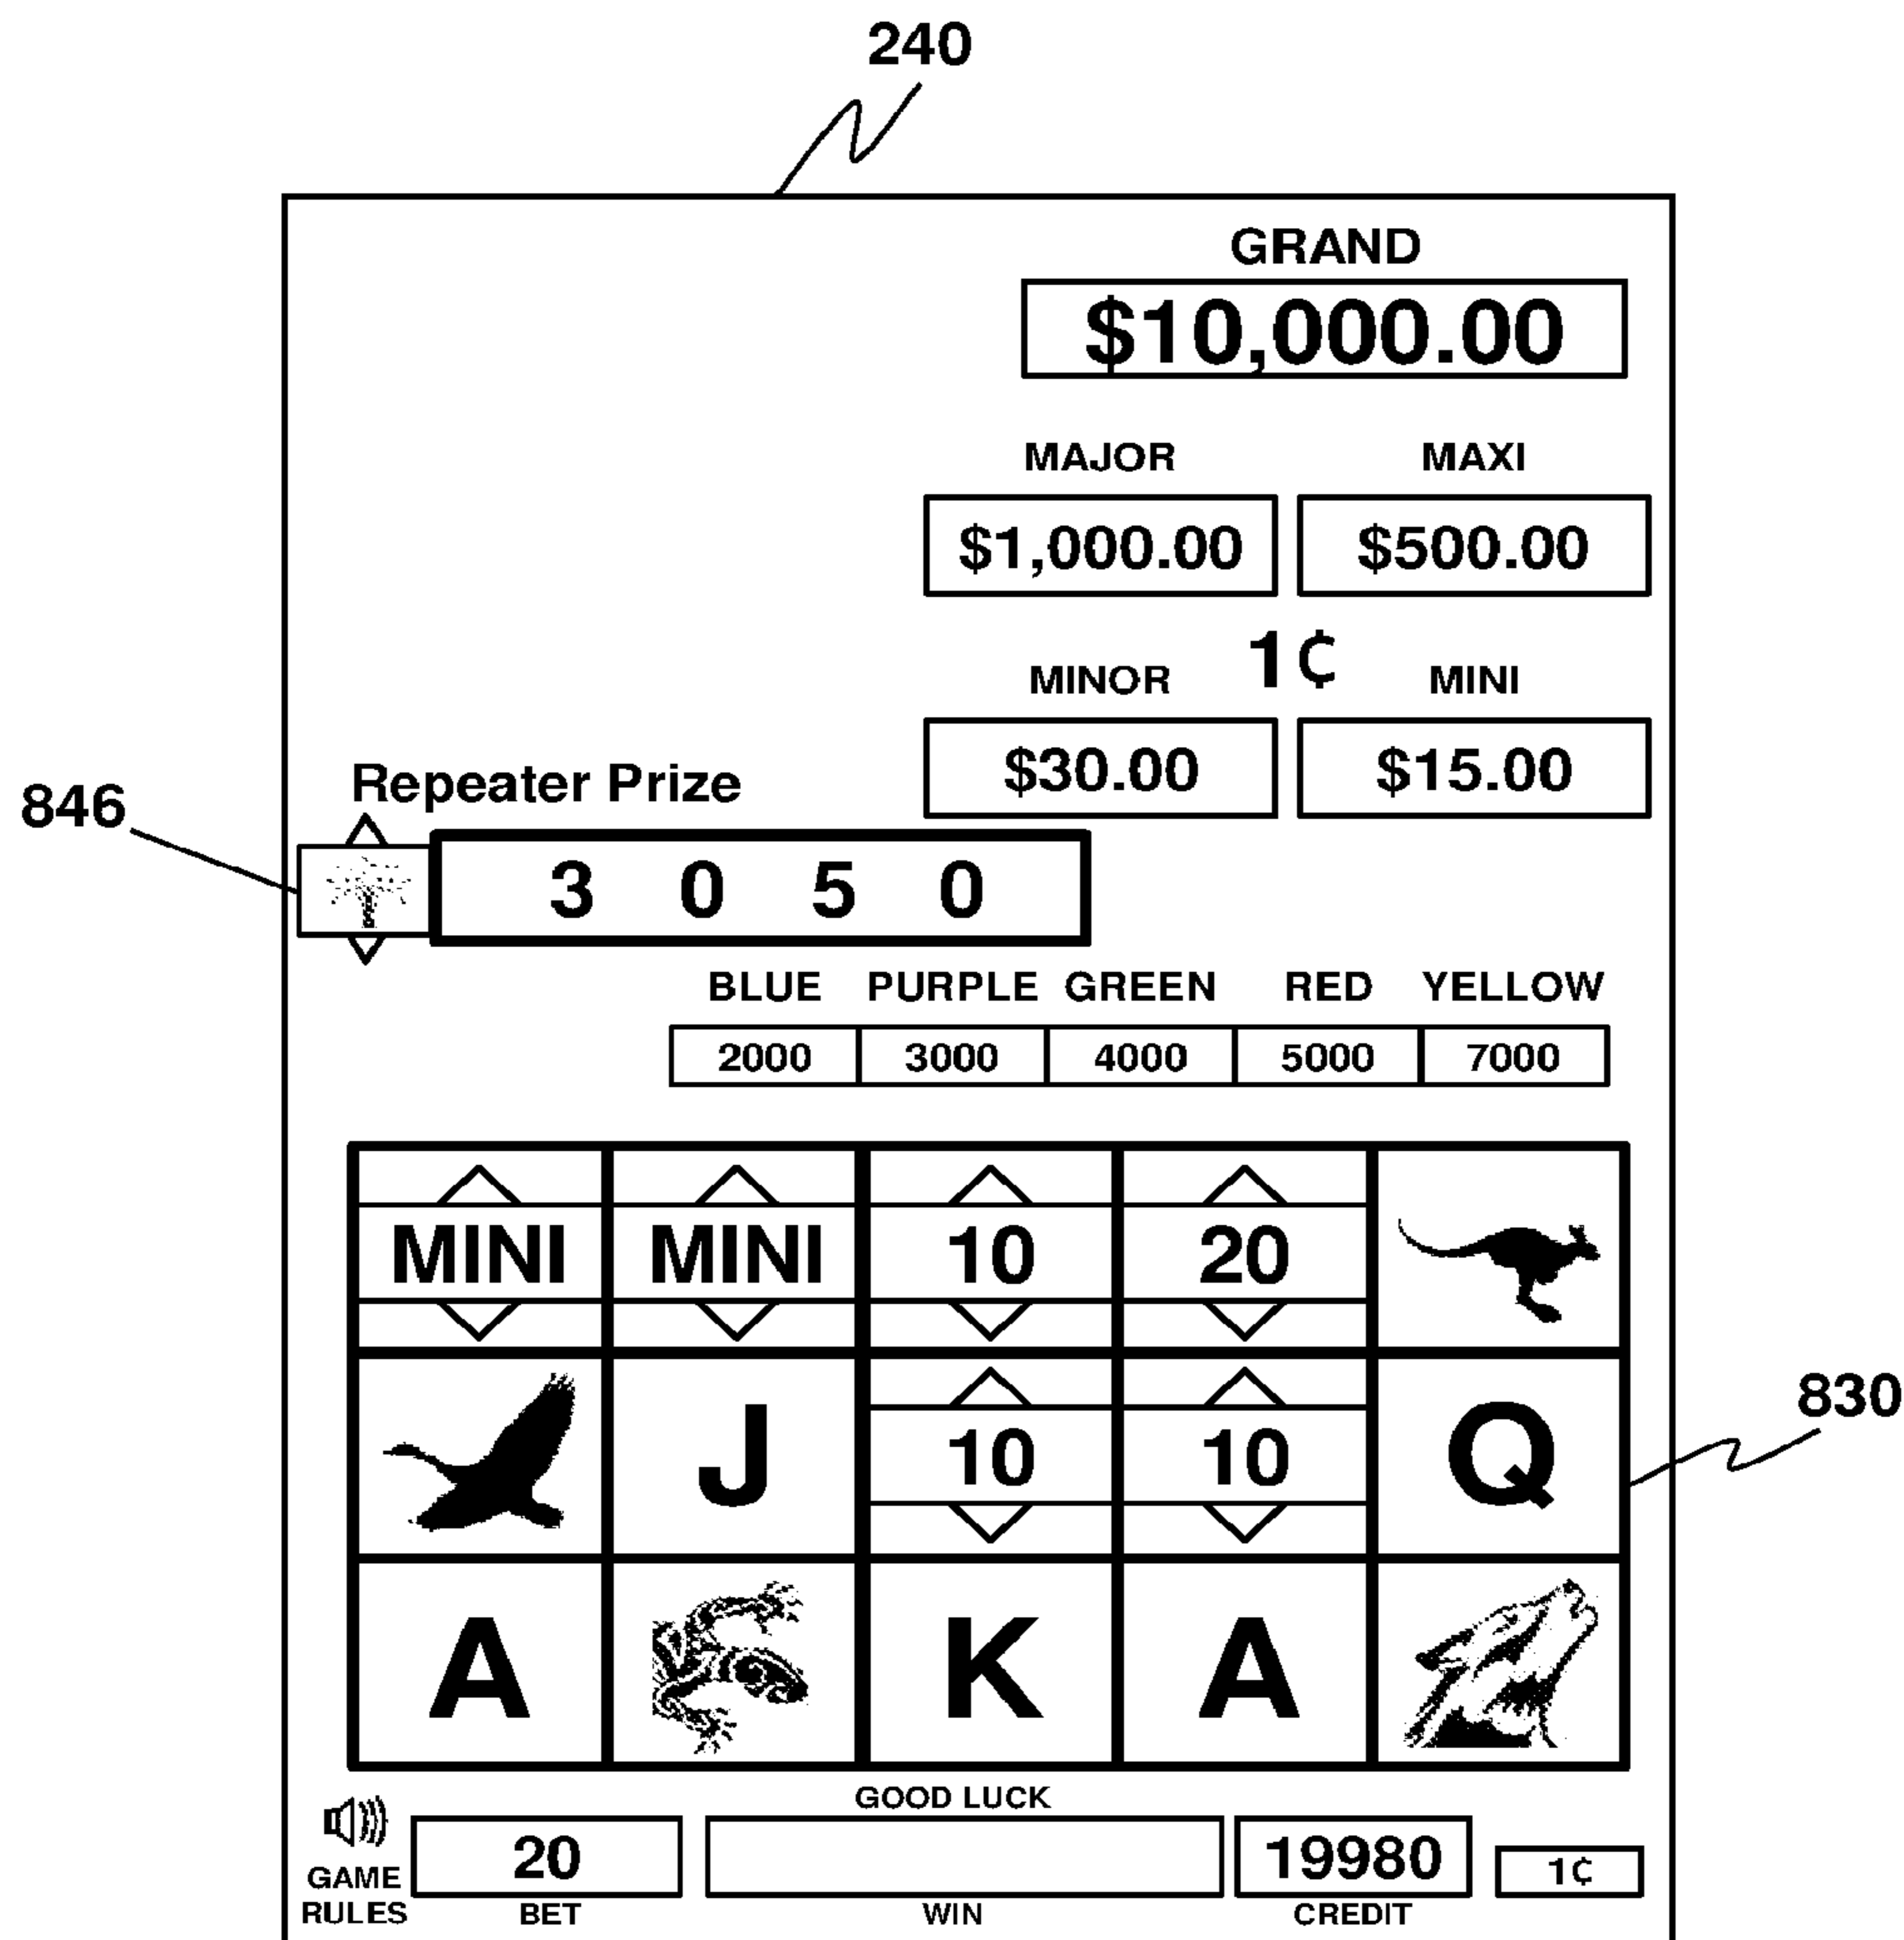 240
GRAND
$10,000.00
MAJOR MAXI
$1,000.00 $500.00
1¢
MINOR MINI
$30.00 $15.00
Repeater Prize
846
3 0 5 0
BLUE PURPLE GREEN RED YELLOW
2000 3000 4000 5000 7000
MINI MINI 10 20
J 10 10 Q
830
A K A
GOOD LUCK
20 19980 1¢
GAME
RULES BET WIN CREDIT